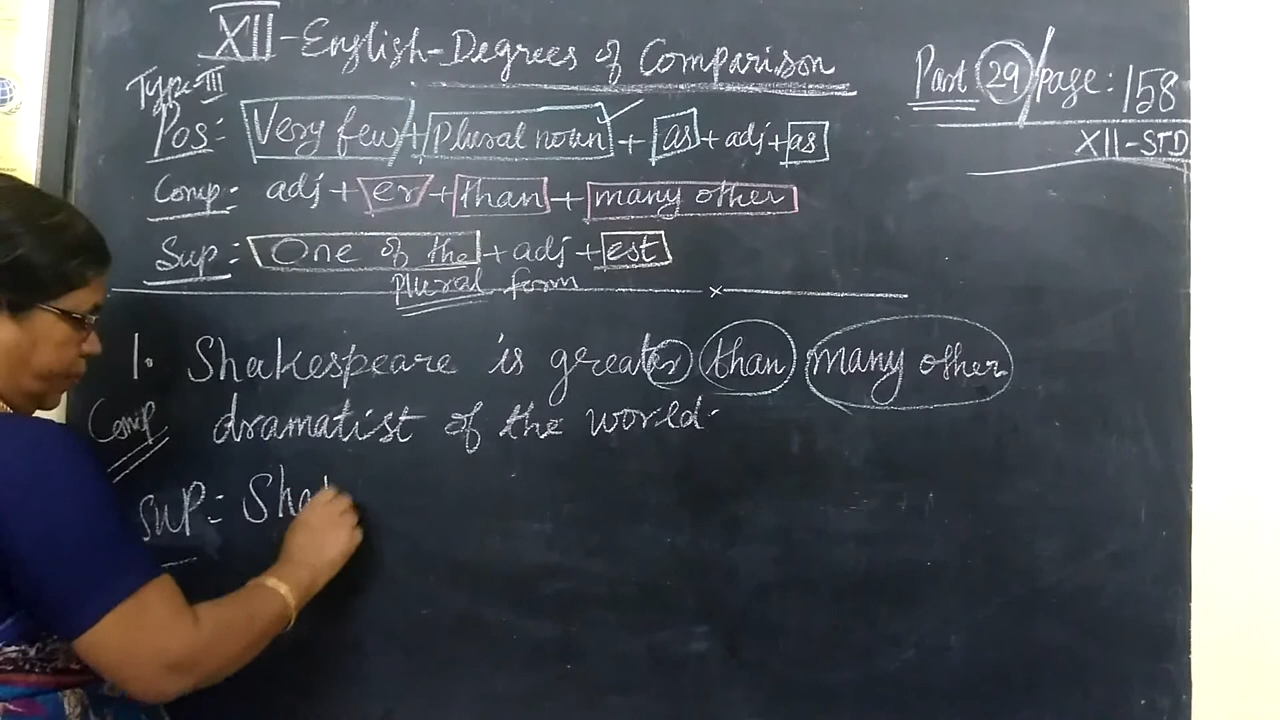 XII-English-Degrees of Comparison
Part 29/page: 158
XII-STD
Type-III
Pos: Very few + Plural noun + as + adj + as
Comp: adj + er + than + many other
Sup: One of the + adj + est
plural form
1. Shakespeare is greater than many other
Comp dramatist of the world.
Sup: Sha